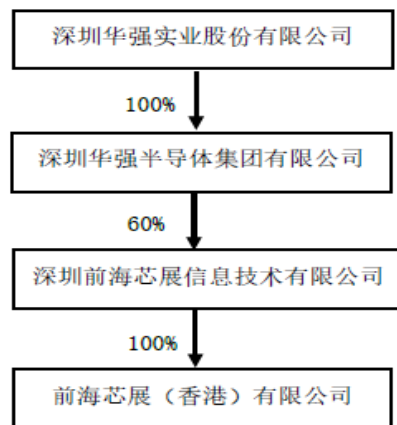 深圳华强实业股份有限公司
100%
深圳华强半导体集团有限公司
60%
深圳前海芯展信息技术有限公司
100%
前海芯展（香港）有限公司